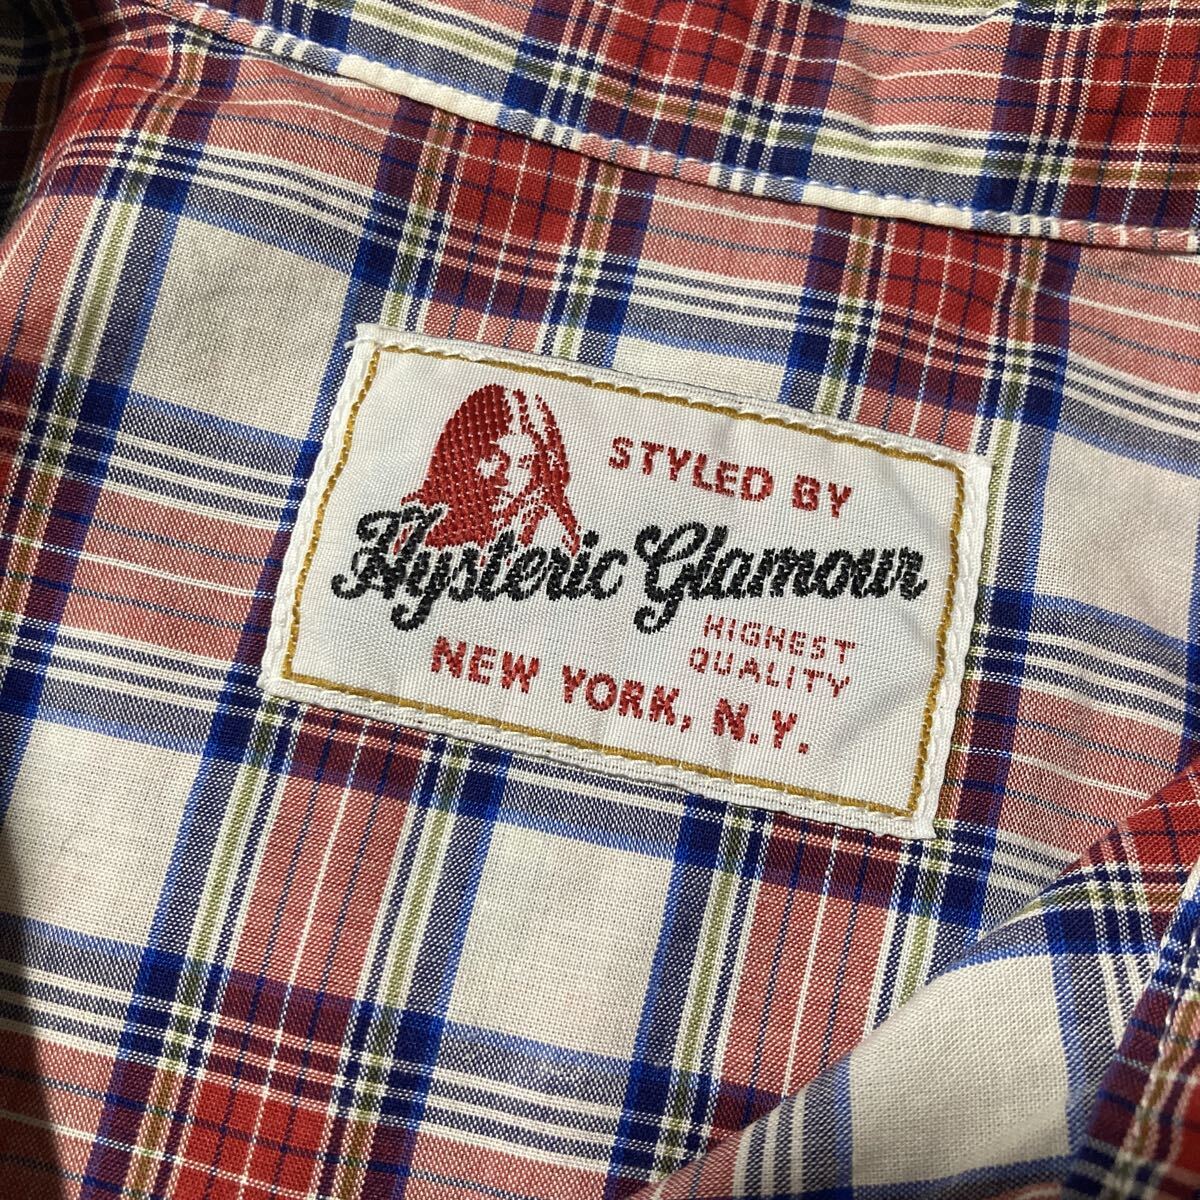 STYLED BY
Hysteric Glamour
HIGHEST
QUALITY
NEW YORK, N.Y.